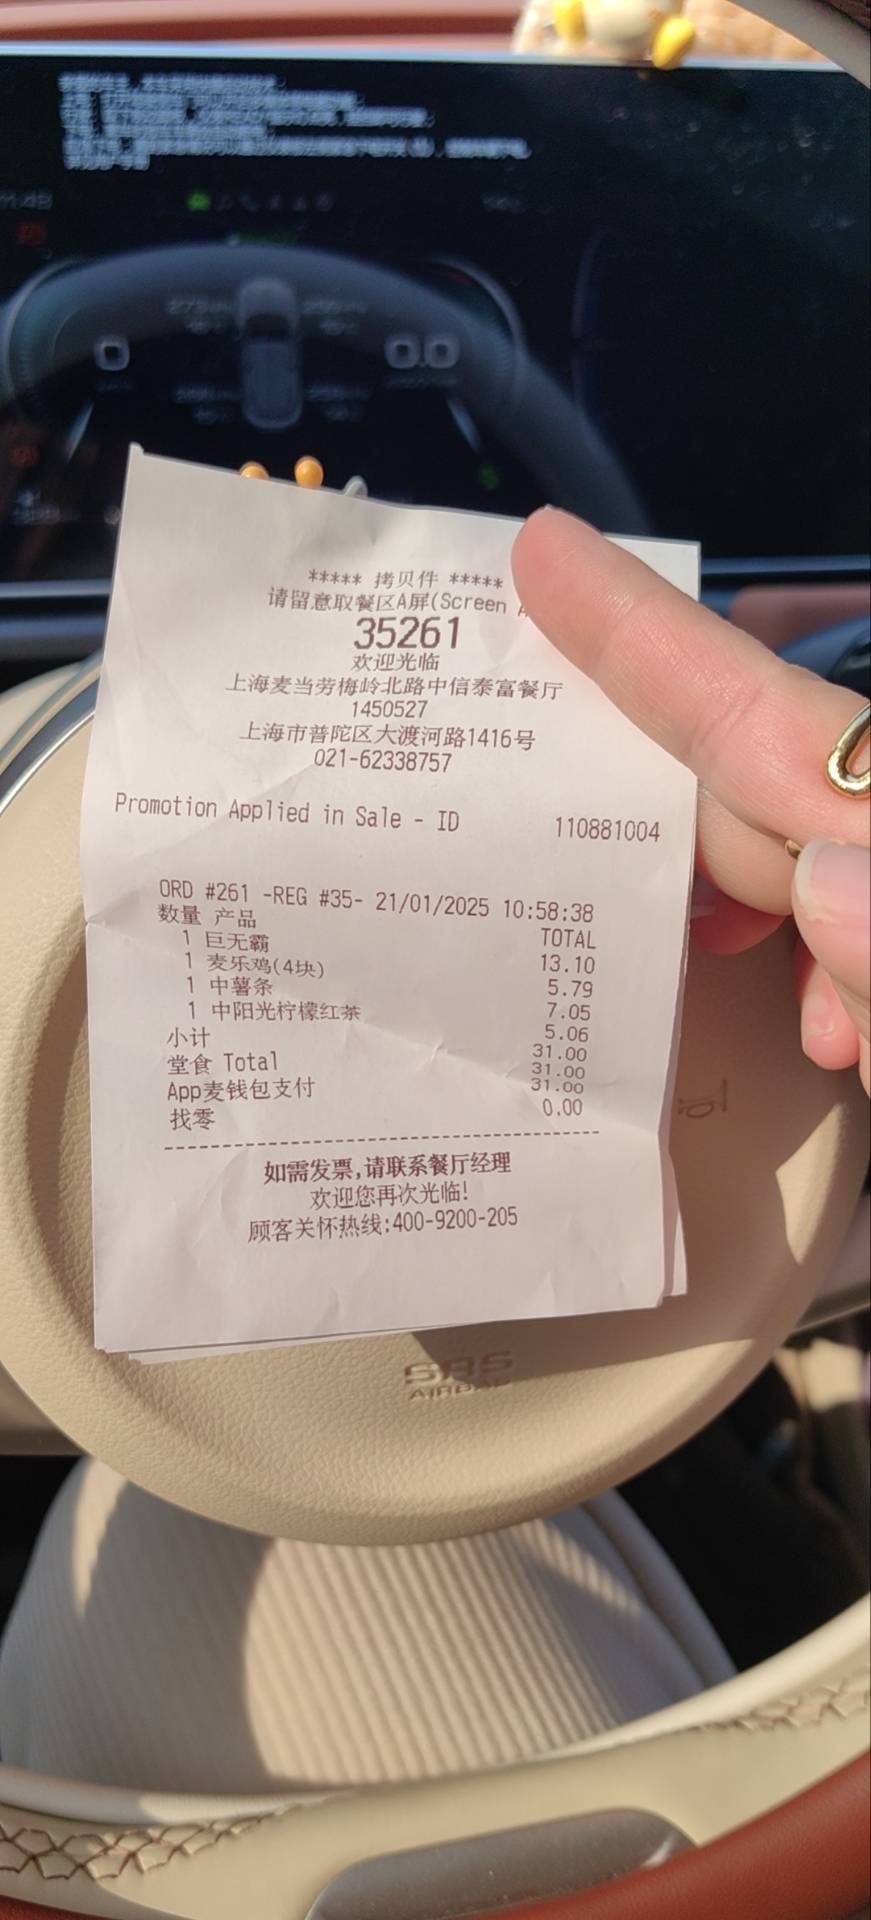 ***** 拷贝件 *****
请留意取餐区A屏(Screen
35261
欢迎光临
上海麦当劳梅岭北路中信泰富餐厅
1450527
上海市普陀区大渡河路1416号
021-62338757
Promotion Applied in Sale - ID 110881004
ORD #261 -REG #35- 21/01/2025 10:58:38
数量 产品 TOTAL
1 巨无霸 13.10
1 麦乐鸡(4块) 5.79
1 中薯条 7.05
1 中阳光柠檬红茶 5.06
小计 31.00
堂食 Total 31.00
App麦钱包支付 31.00
找零 0.00
如需发票,请联系餐厅经理
欢迎您再次光临!
顾客关怀热线:400-9200-205
SRS
AIRBAG